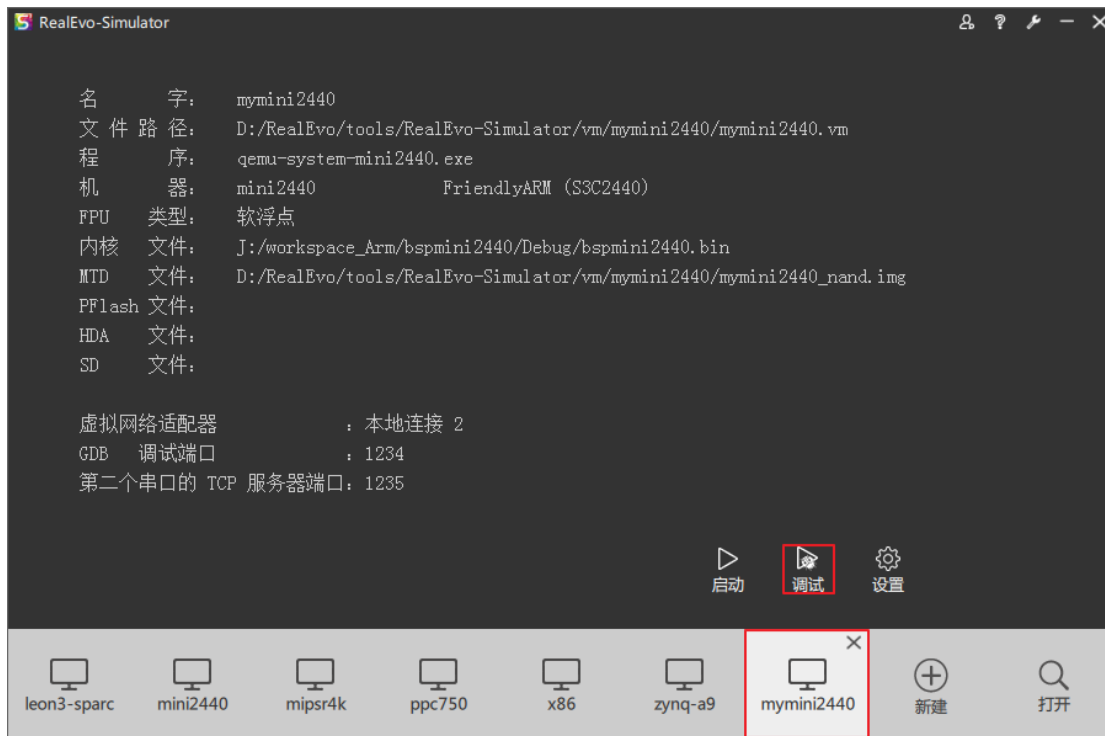 RealEvo-Simulator
名 字： mymini2440
文 件 路 径： D:/RealEvo/tools/RealEvo-Simulator/vm/mymini2440/mymini2440.vm
程 序： qemu-system-mini2440.exe
机 器： mini2440 FriendlyARM (S3C2440)
FPU 类型： 软浮点
内核 文件： J:/workspace_Arm/bspmini2440/Debug/bspmini2440.bin
MTD 文件： D:/RealEvo/tools/RealEvo-Simulator/vm/mymini2440/mymini2440_nand.img
PFlash 文件：
HDA 文件：
SD 文件：
虚拟网络适配器 ：本地连接 2
GDB 调试端口 ：1234
第二个串口的 TCP 服务器端口：1235
启动 调试 设置
leon3-sparc mini2440 mipsr4k ppc750 x86 zynq-a9 mymini2440 新建 打开